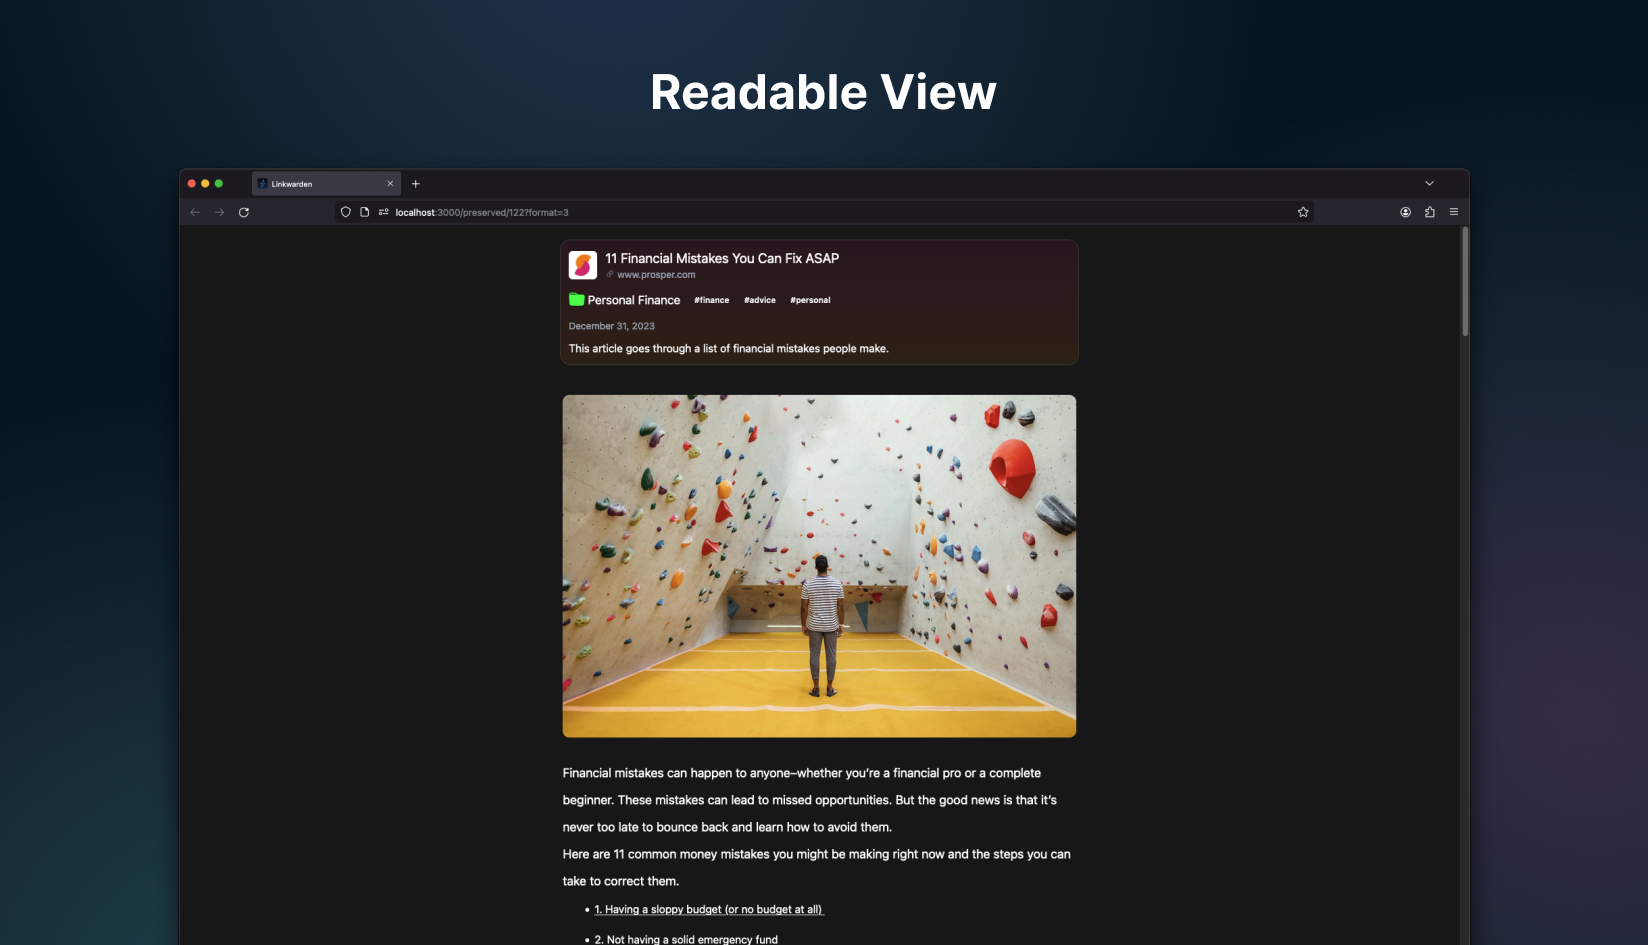 Readable View
Linkwarden
localhost:3000/preserved/122?format=3
11 Financial Mistakes You Can Fix ASAP
www.prosper.com
Personal Finance #finance #advice #personal
December 31, 2023
This article goes through a list of financial mistakes people make.
Financial mistakes can happen to anyone–whether you’re a financial pro or a complete
beginner. These mistakes can lead to missed opportunities. But the good news is that it’s
never too late to bounce back and learn how to avoid them.
Here are 11 common money mistakes you might be making right now and the steps you can
take to correct them.
• 1. Having a sloppy budget (or no budget at all)
• 2. Not having a solid emergency fund